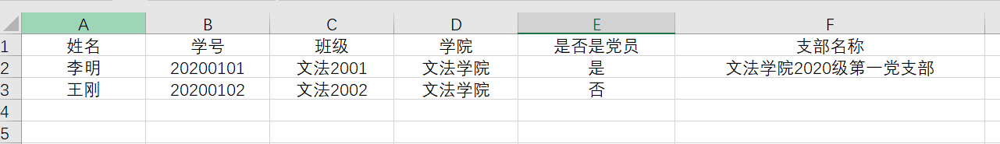 A B C D E F
1 姓名 学号 班级 学院 是否是党员 支部名称
2 李明 20200101 文法2001 文法学院 是 文法学院2020级第一党支部
3 王刚 20200102 文法2002 文法学院 否
4
5